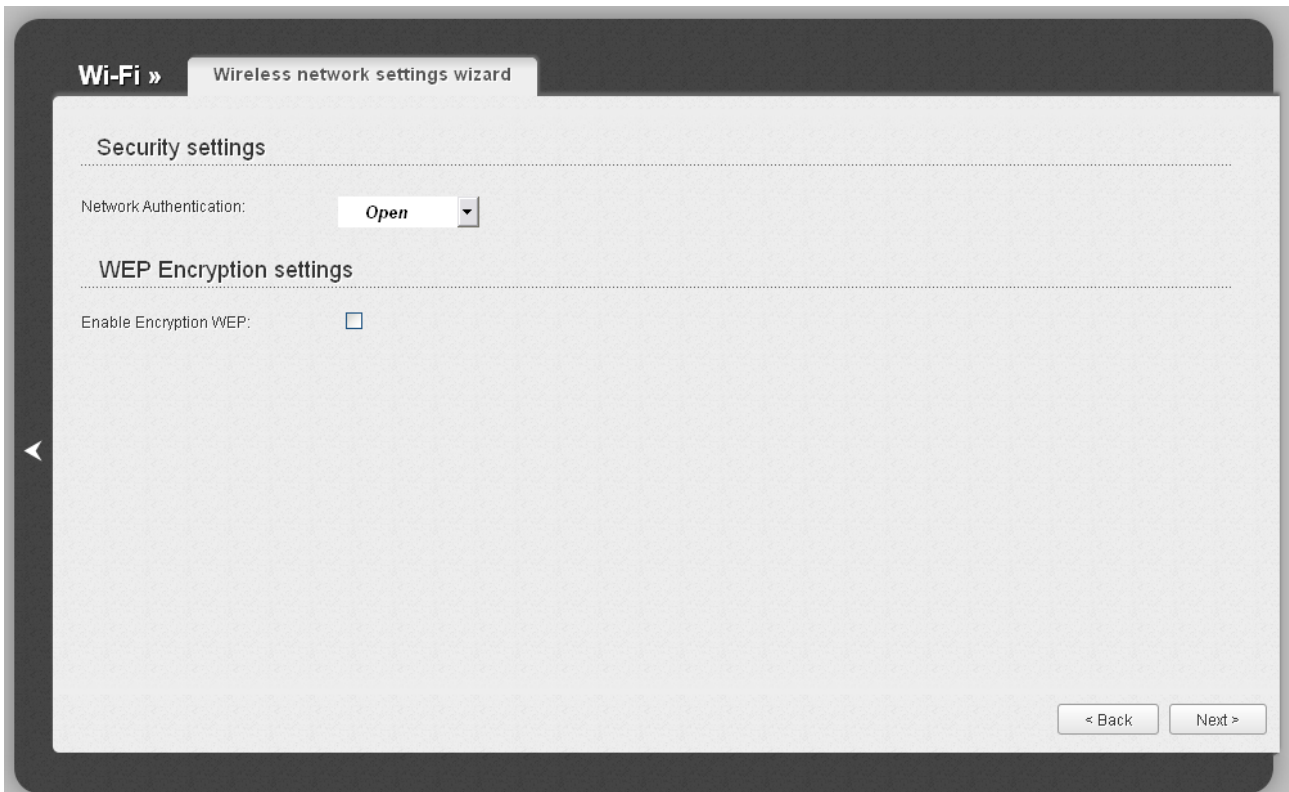 Wi-Fi » Wireless network settings wizard
Security settings
Network Authentication: Open
WEP Encryption settings
Enable Encryption WEP:
< Back Next >